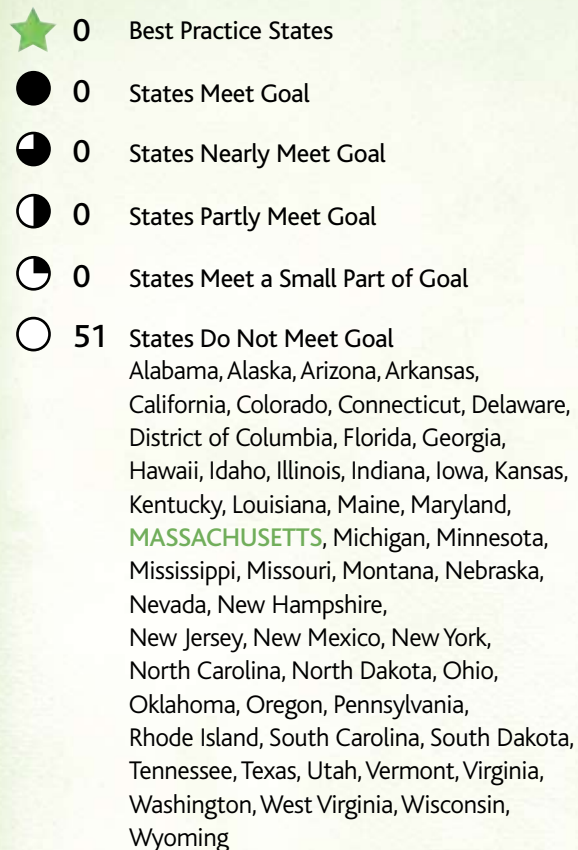 0 Best Practice States
0 States Meet Goal
0 States Nearly Meet Goal
0 States Partly Meet Goal
0 States Meet a Small Part of Goal
51 States Do Not Meet Goal
Alabama, Alaska, Arizona, Arkansas,
California, Colorado, Connecticut, Delaware,
District of Columbia, Florida, Georgia,
Hawaii, Idaho, Illinois, Indiana, Iowa, Kansas,
Kentucky, Louisiana, Maine, Maryland,
MASSACHUSETTS, Michigan, Minnesota,
Mississippi, Missouri, Montana, Nebraska,
Nevada, New Hampshire,
New Jersey, New Mexico, New York,
North Carolina, North Dakota, Ohio,
Oklahoma, Oregon, Pennsylvania,
Rhode Island, South Carolina, South Dakota,
Tennessee, Texas, Utah, Vermont, Virginia,
Washington, West Virginia, Wisconsin,
Wyoming